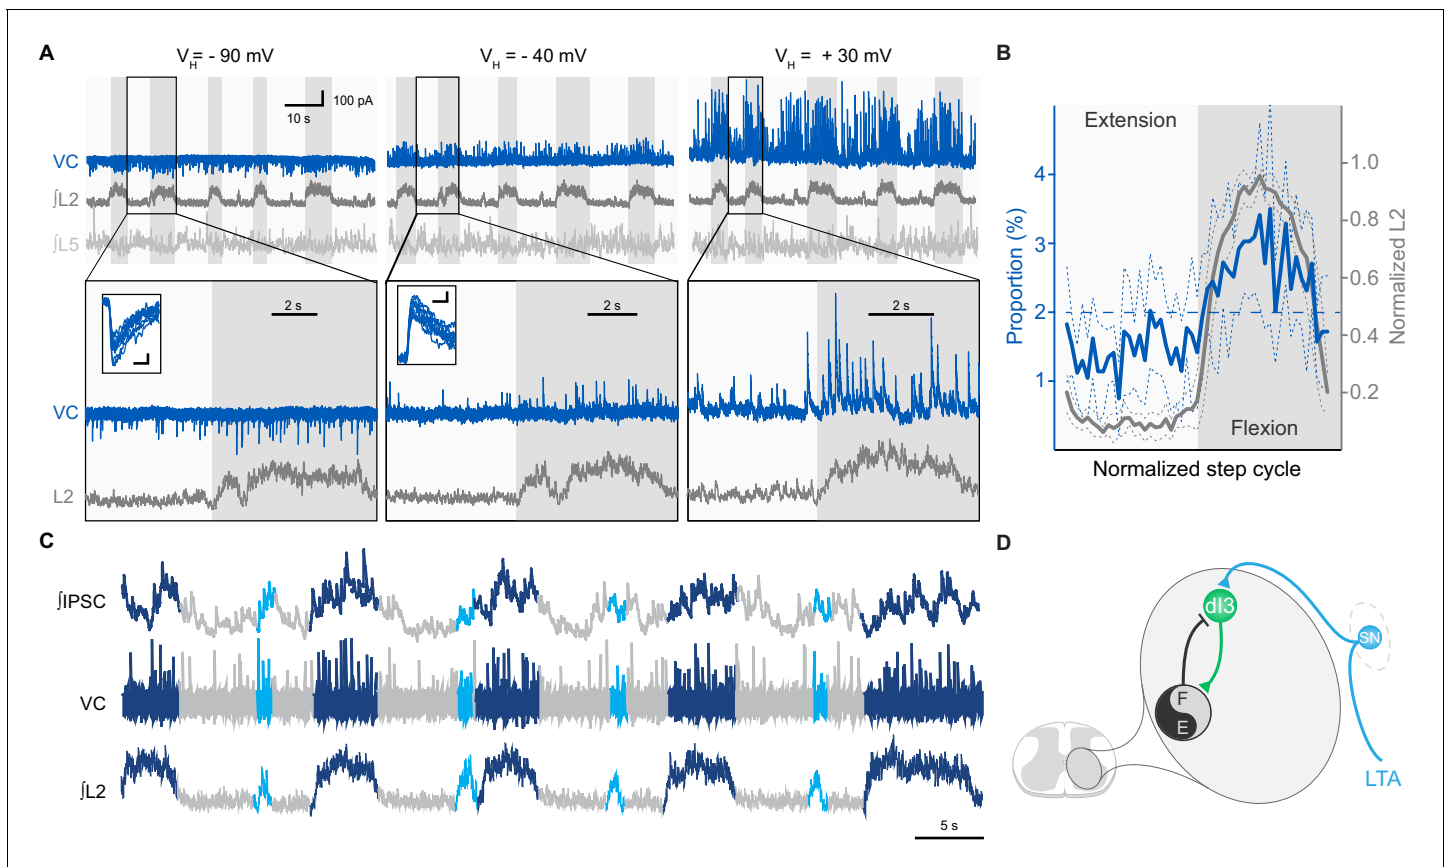 A
V_H = - 90 mV
V_H = - 40 mV
V_H = + 30 mV
100 pA
10 s
VC
∫L2
∫L5
2 s
2 s
2 s
VC
L2
B
Extension
Flexion
4
3
2
1
Proportion (%)
1.0
0.8
0.6
0.4
0.2
Normalized L2
Normalized step cycle
C
∫IPSC
VC
∫L2
5 s
D
dI3
SN
F
E
LTA